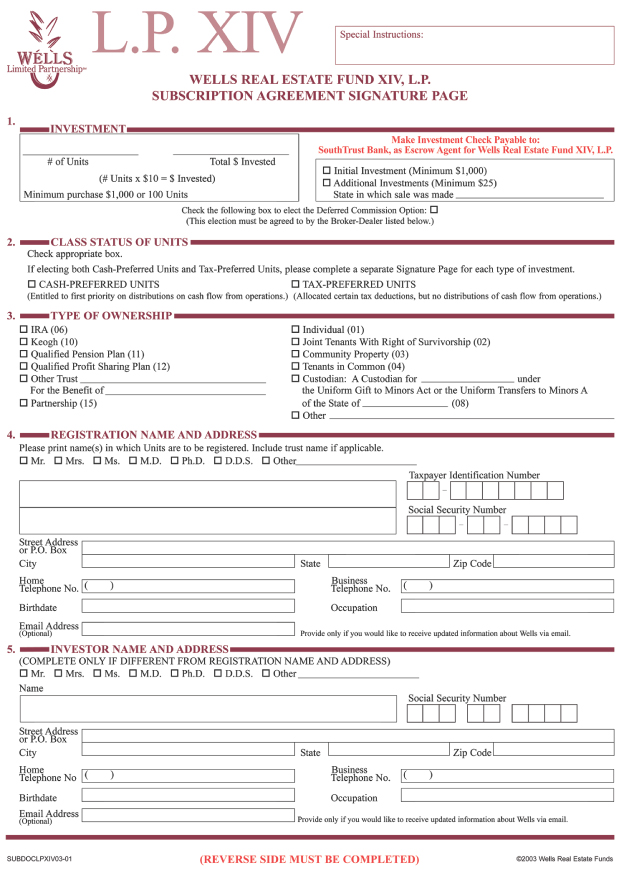 L.P. XIV
WELLS
Limited Partnership℠
Special Instructions:
WELLS REAL ESTATE FUND XIV, L.P.
SUBSCRIPTION AGREEMENT SIGNATURE PAGE
1. INVESTMENT
# of Units Total $ Invested
(# Units x $10 = $ Invested)
Minimum purchase $1,000 or 100 Units
Make Investment Check Payable to:
SouthTrust Bank, as Escrow Agent for Wells Real Estate Fund XIV, L.P.
Initial Investment (Minimum $1,000)
Additional Investments (Minimum $25)
State in which sale was made
Check the following box to elect the Deferred Commission Option:
(This election must be agreed to by the Broker-Dealer listed below.)
2. CLASS STATUS OF UNITS
Check appropriate box.
If electing both Cash-Preferred Units and Tax-Preferred Units, please complete a separate Signature Page for each type of investment.
CASH-PREFERRED UNITS TAX-PREFERRED UNITS
(Entitled to first priority on distributions on cash flow from operations.) (Allocated certain tax deductions, but no distributions of cash flow from operations.)
3. TYPE OF OWNERSHIP
IRA (06)
Keogh (10)
Qualified Pension Plan (11)
Qualified Profit Sharing Plan (12)
Other Trust
For the Benefit of
Partnership (15)
Individual (01)
Joint Tenants With Right of Survivorship (02)
Community Property (03)
Tenants in Common (04)
Custodian: A Custodian for under
the Uniform Gift to Minors Act or the Uniform Transfers to Minors A
of the State of (08)
Other
4. REGISTRATION NAME AND ADDRESS
Please print name(s) in which Units are to be registered. Include trust name if applicable.
Mr. Mrs. Ms. M.D. Ph.D. D.D.S. Other
Taxpayer Identification Number
–
Social Security Number
– –
Street Address
or P.O. Box
City State Zip Code
Home
Telephone No. ( )
Business
Telephone No. ( )
Birthdate Occupation
Email Address
(Optional)
Provide only if you would like to receive updated information about Wells via email.
5. INVESTOR NAME AND ADDRESS
(COMPLETE ONLY IF DIFFERENT FROM REGISTRATION NAME AND ADDRESS)
Mr. Mrs. Ms. M.D. Ph.D. D.D.S. Other
Name
Social Security Number
Street Address
or P.O. Box
City State Zip Code
Home
Telephone No ( )
Business
Telephone No. ( )
Birthdate Occupation
Email Address
(Optional)
Provide only if you would like to receive updated information about Wells via email.
SUBDOCLPXIV03-01 (REVERSE SIDE MUST BE COMPLETED) ©2003 Wells Real Estate Funds